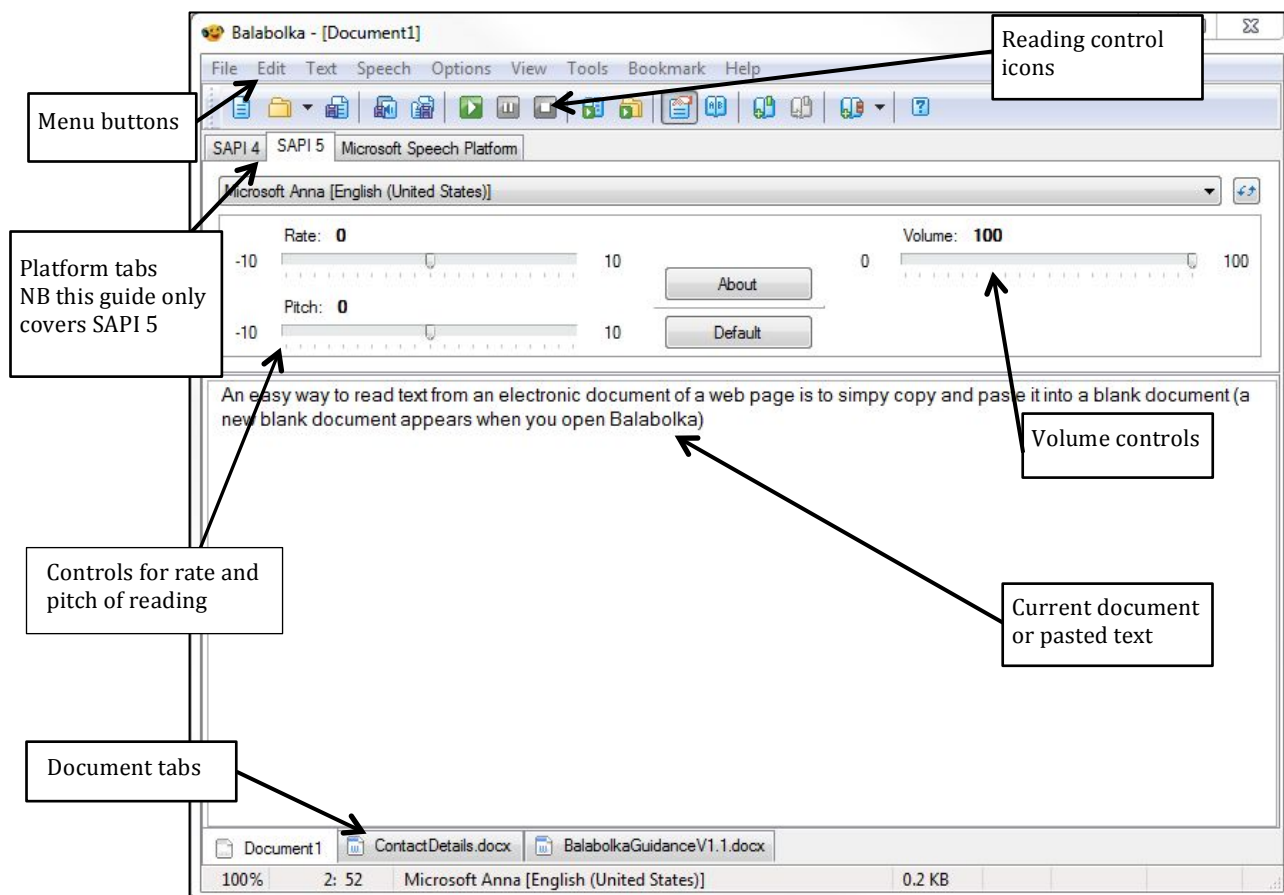 Balabolka - [Document1]
Reading control
icons
File Edit Text Speech Options View Tools Bookmark Help
Menu buttons
SAPI 4 SAPI 5 Microsoft Speech Platform
Microsoft Anna [English (United States)]
Rate: 0 Volume: 100
-10 10 0 100
About
Pitch: 0
-10 10 Default
Platform tabs
NB this guide only
covers SAPI 5
An easy way to read text from an electronic document of a web page is to simpy copy and paste it into a blank document (a
new blank document appears when you open Balabolka)
Volume controls
Controls for rate and
pitch of reading
Current document
or pasted text
Document tabs
Document1 ContactDetails.docx BalabolkaGuidanceV1.1.docx
100% 2: 52 Microsoft Anna [English (United States)] 0.2 KB